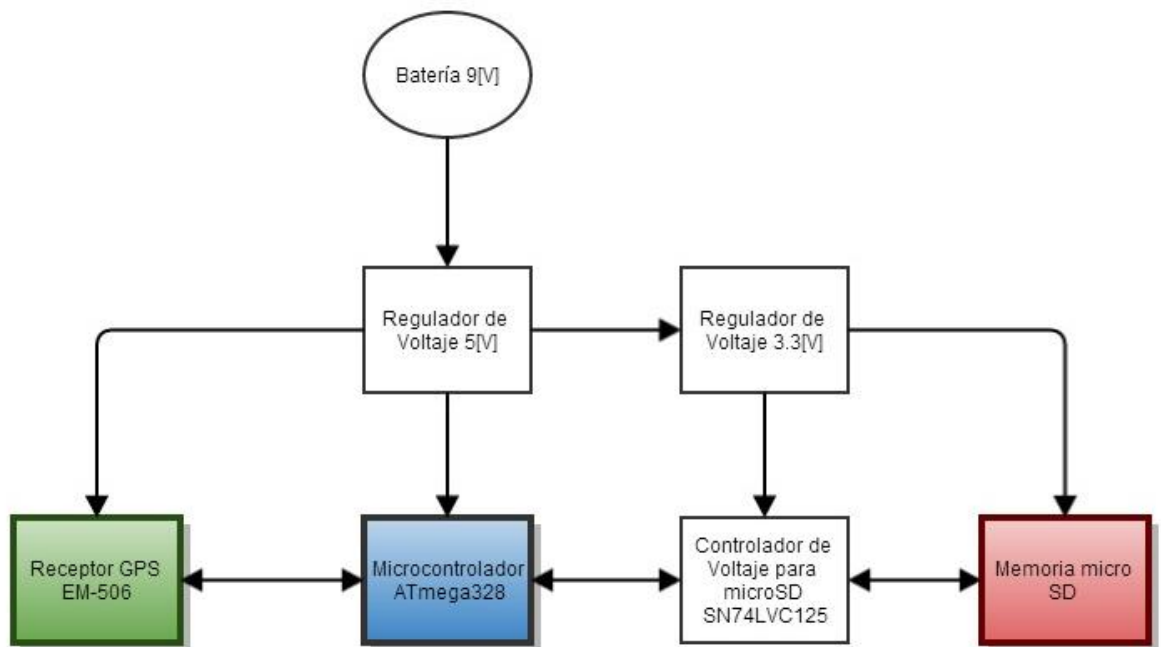 Batería 9[V]
Regulador de
Voltaje 5[V]
Regulador de
Voltaje 3.3[V]
Receptor GPS
EM-506
Microcontrolador
ATmega328
Controlador de
Voltaje para
microSD
SN74LVC125
Memoria micro
SD